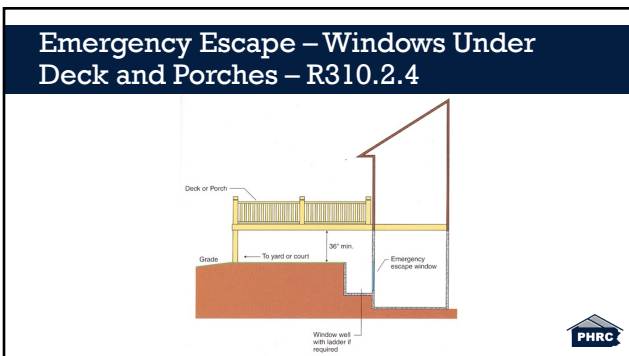 Emergency Escape – Windows Under
Deck and Porches – R310.2.4
Deck or Porch
36" min.
Grade
To yard or court
Emergency
escape window
Window well
with ladder if
required
PHRC